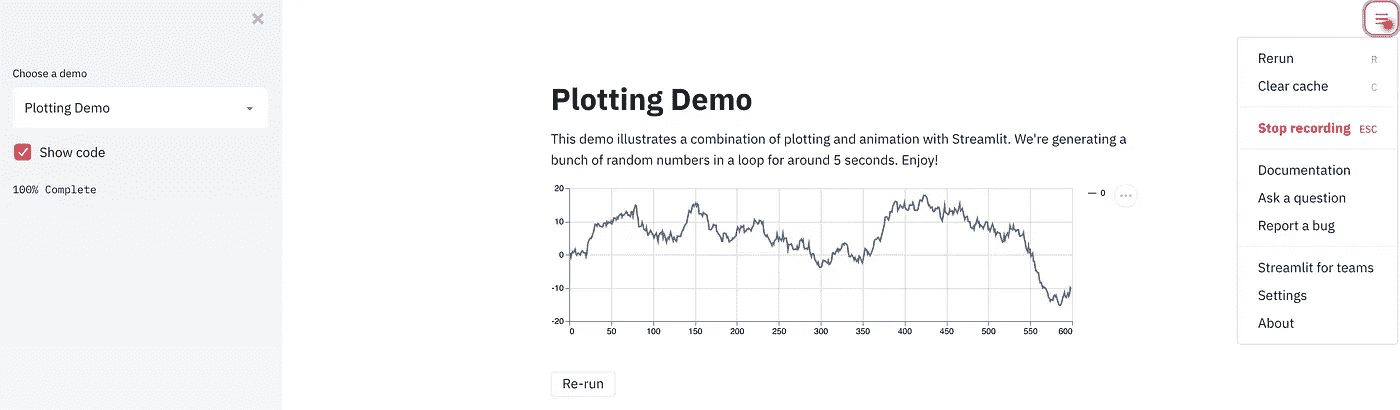 Choose a demo
Plotting Demo
Show code
100% Complete
Plotting Demo
This demo illustrates a combination of plotting and animation with Streamlit. We're generating a
bunch of random numbers in a loop for around 5 seconds. Enjoy!
20
10
0
-10
-20
0 50 100 150 200 250 300 350 400 450 500 550 600
0
Re-run
Rerun R
Clear cache C
Stop recording ESC
Documentation
Ask a question
Report a bug
Streamlit for teams
Settings
About